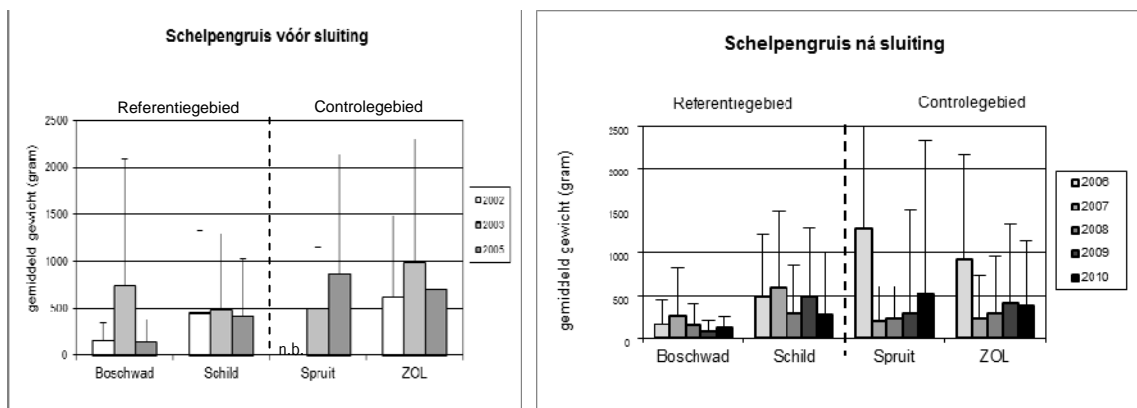 Schelpengruis vóór sluiting
Referentiegebied Controlegebied
gemiddeld gewicht (gram)
2500
2000
1500
1000
500
0
n.b.
Boschwad Schild Spruit ZOL
2002
2003
2005
Schelpengruis ná sluiting
Referentiegebied Controlegebied
gemiddeld gewicht (gram)
2500
2000
1500
1000
500
0
Boschwad Schild Spruit ZOL
2006
2007
2008
2009
2010